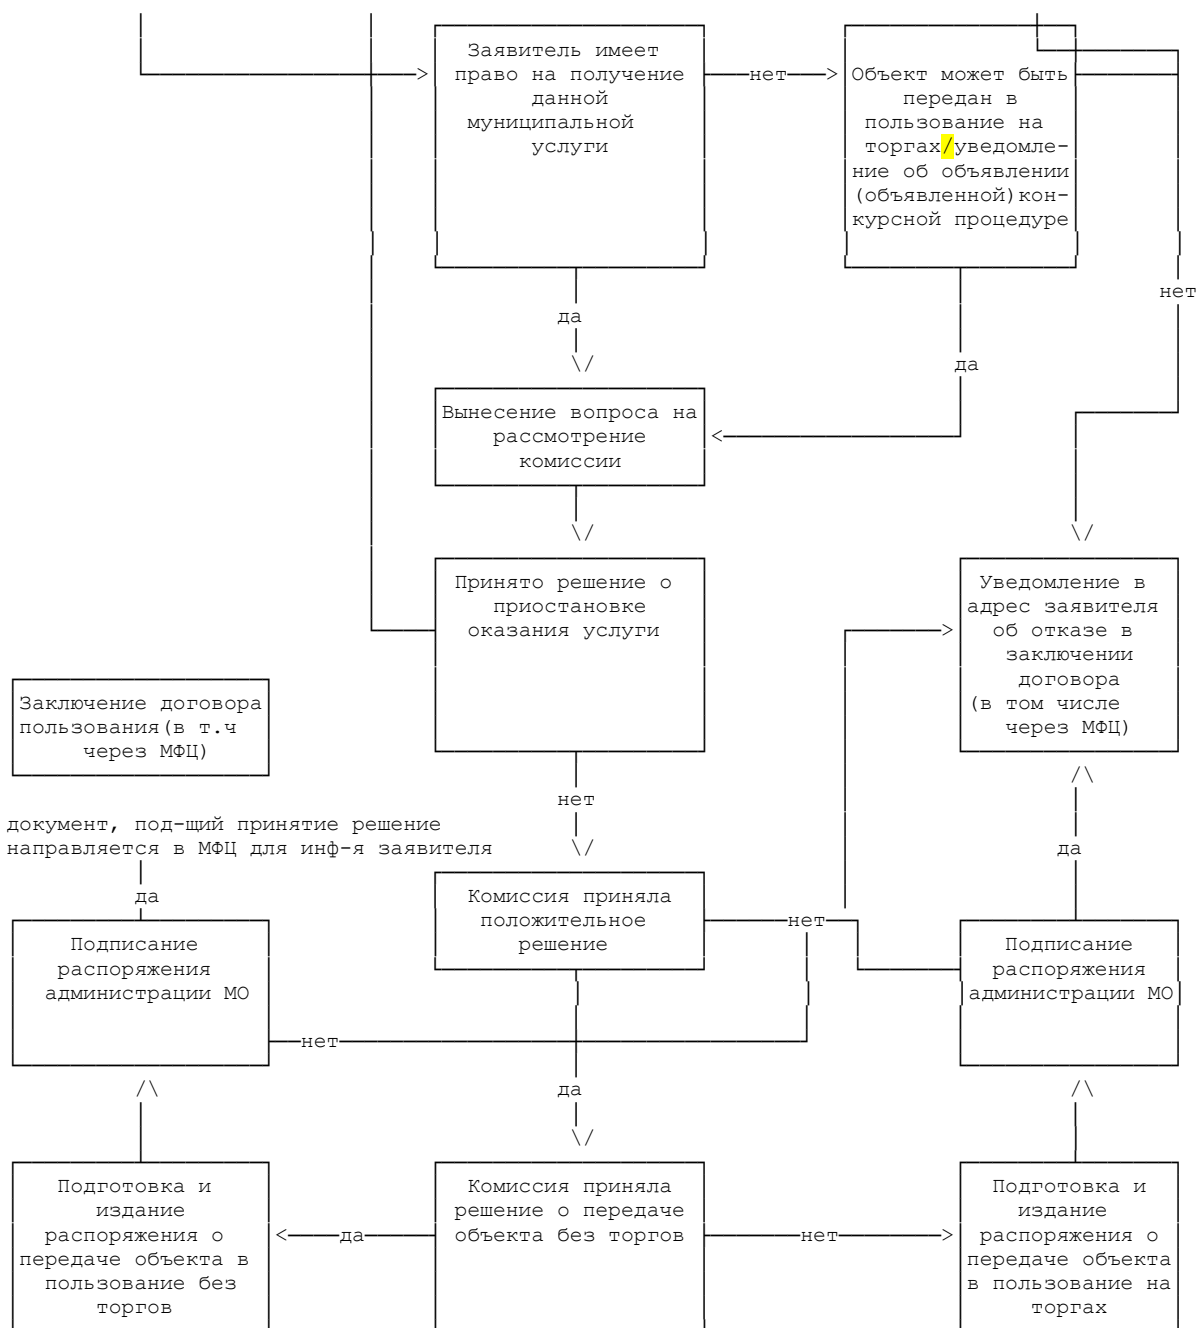 Заявитель имеет
право на получение
данной
муниципальной
услуги
нет
Объект может быть
передан в
пользование на
торгах/уведомле-
ние об объявлении
(объявленной)кон-
курсной процедуре
нет
да
да
Вынесение вопроса на
рассмотрение
комиссии
Принято решение о
приостановке
оказания услуги
Уведомление в
адрес заявителя
об отказе в
заключении
договора
(в том числе
через МФЦ)
Заключение договора
пользования(в т.ч
через МФЦ)
нет
документ, под-щий принятие решение
направляется в МФЦ для инф-я заявителя
да
да
Комиссия приняла
положительное
решение
нет
Подписание
распоряжения
администрации МО
Подписание
распоряжения
администрации МО
нет
да
Подготовка и
издание
распоряжения о
передаче объекта в
пользование без
торгов
да
Комиссия приняла
решение о передаче
объекта без торгов
нет
Подготовка и
издание
распоряжения о
передаче объекта
в пользование на
торгах